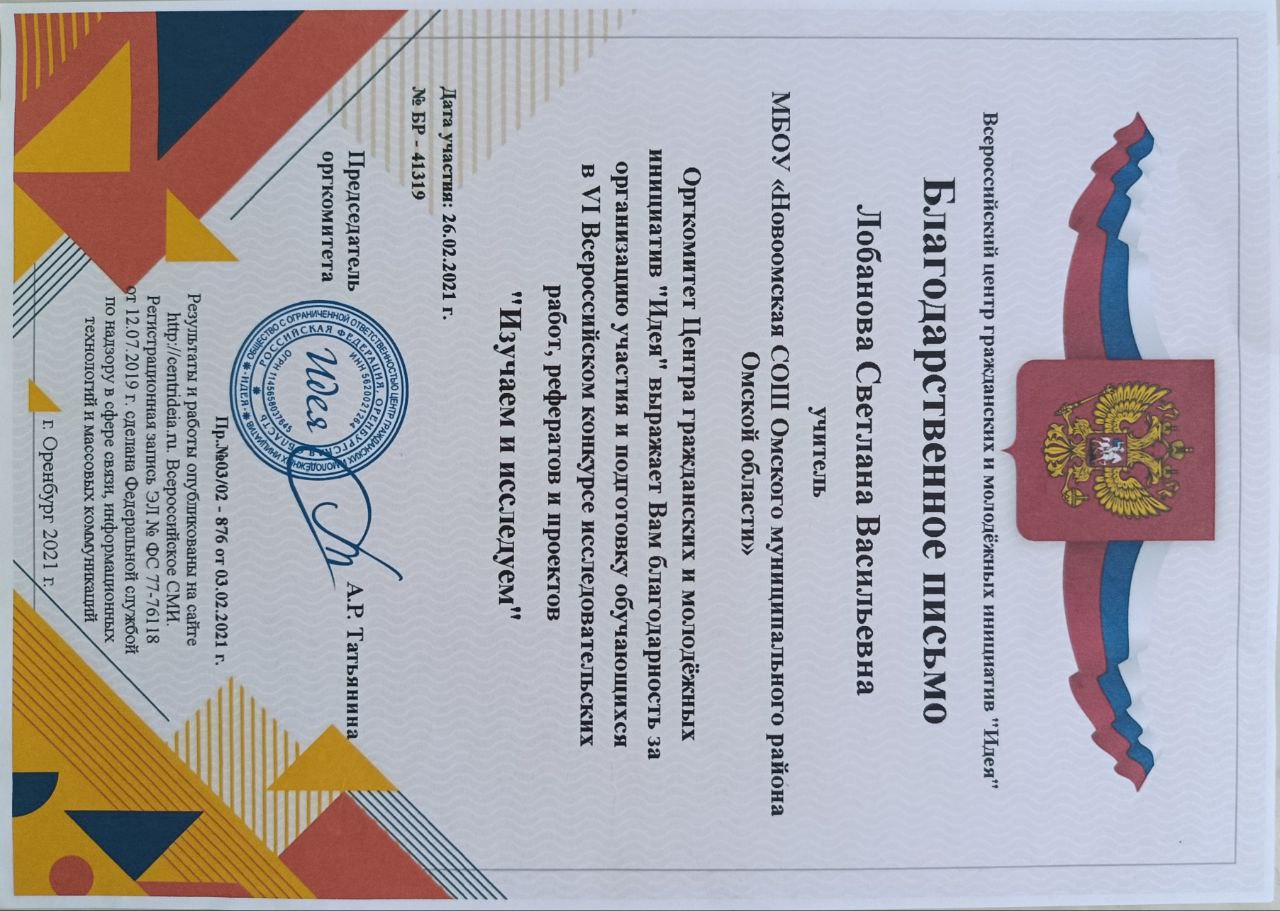 Всероссийский центр гражданских и молодёжных инициатив "Идея"
Благодарственное письмо
Лобанова Светлана Васильевна
учитель
МБОУ «Новоомская СОШ Омского муниципального района
Омской области»
Оргкомитет Центра гражданских и молодёжных
инициатив "Идея" выражает Вам благодарность за
организацию участия и подготовку обучающихся
в VI Всероссийском конкурсе исследовательских
работ, рефератов и проектов
"Изучаем и исследуем"
Дата участия: 26.02.2021 г.
№ БР - 41319
Председатель
оргкомитета
А.Р. Татьянина
ОБЩЕСТВО С ОГРАНИЧЕННОЙ ОТВЕТСТВЕННОСТЬЮ ЦЕНТР ГРАЖДАНСКИХ И МОЛОДЁЖНЫХ ИНИЦИАТИВ
-ИДЕЯ-
РОССИЙСКАЯ ФЕДЕРАЦИЯ, ОРЕНБУРГСКАЯ ОБЛАСТЬ
ИНН 5620021264
Идея
ОГРН 1145658037645
Пр.№03/02 - 876 от 03.02.2021 г.
Результаты и работы опубликованы на сайте
http://centrideia.ru. Всероссийское СМИ.
Регистрационная запись ЭЛ № ФС 77-76118
от 12.07.2019 г. сделана Федеральной службой
по надзору в сфере связи, информационных
технологий и массовых коммуникаций
г. Оренбург 2021 г.